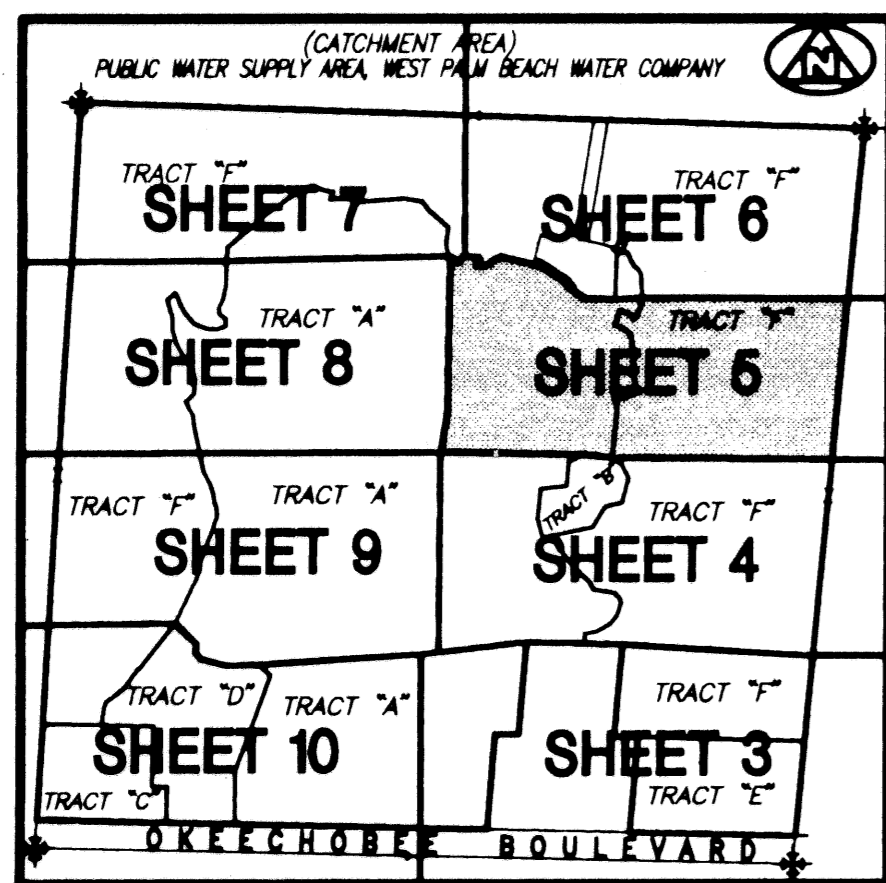 (CATCHMENT AREA)
PUBLIC WATER SUPPLY AREA, WEST PALM BEACH WATER COMPANY
N
TRACT "F"
SHEET 7
TRACT "F"
SHEET 6
TRACT "A"
SHEET 8
TRACT "F"
SHEET 5
TRACT "F"
TRACT "A"
SHEET 9
TRACT "B"
TRACT "F"
SHEET 4
TRACT "D"
TRACT "A"
SHEET 10
TRACT "C"
TRACT "F"
SHEET 3
TRACT "E"
OKEECHOBEE BOULEVARD